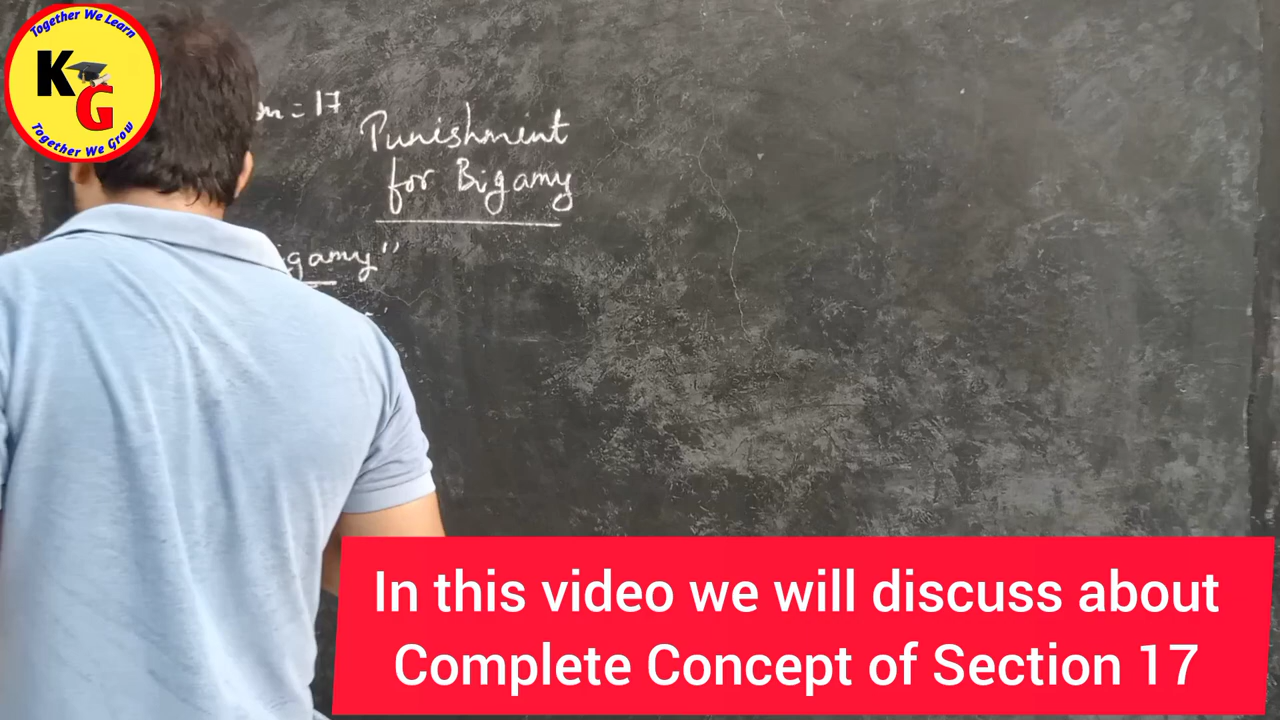 Together We Learn
KG
Together We Grow
= 17
Punishment
for Bigamy
gamy"
In this video we will discuss about
Complete Concept of Section 17